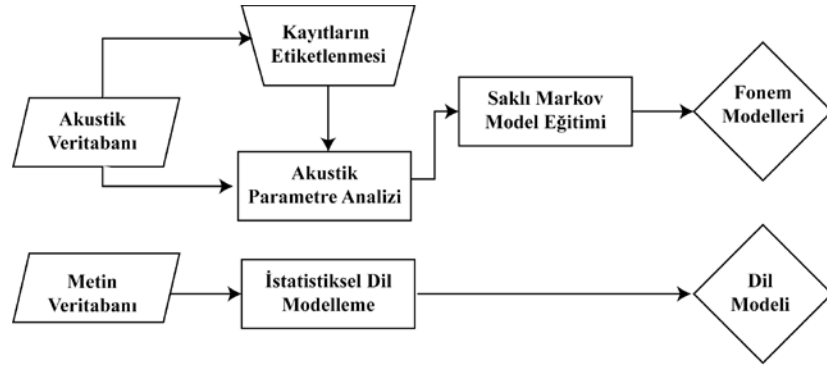 Kayıtların
Etiketlenmesi
Akustik
Veritabanı
Saklı Markov
Model Eğitimi
Fonem
Modelleri
Akustik
Parametre Analizi
Metin
Veritabanı
İstatistiksel Dil
Modelleme
Dil
Modeli